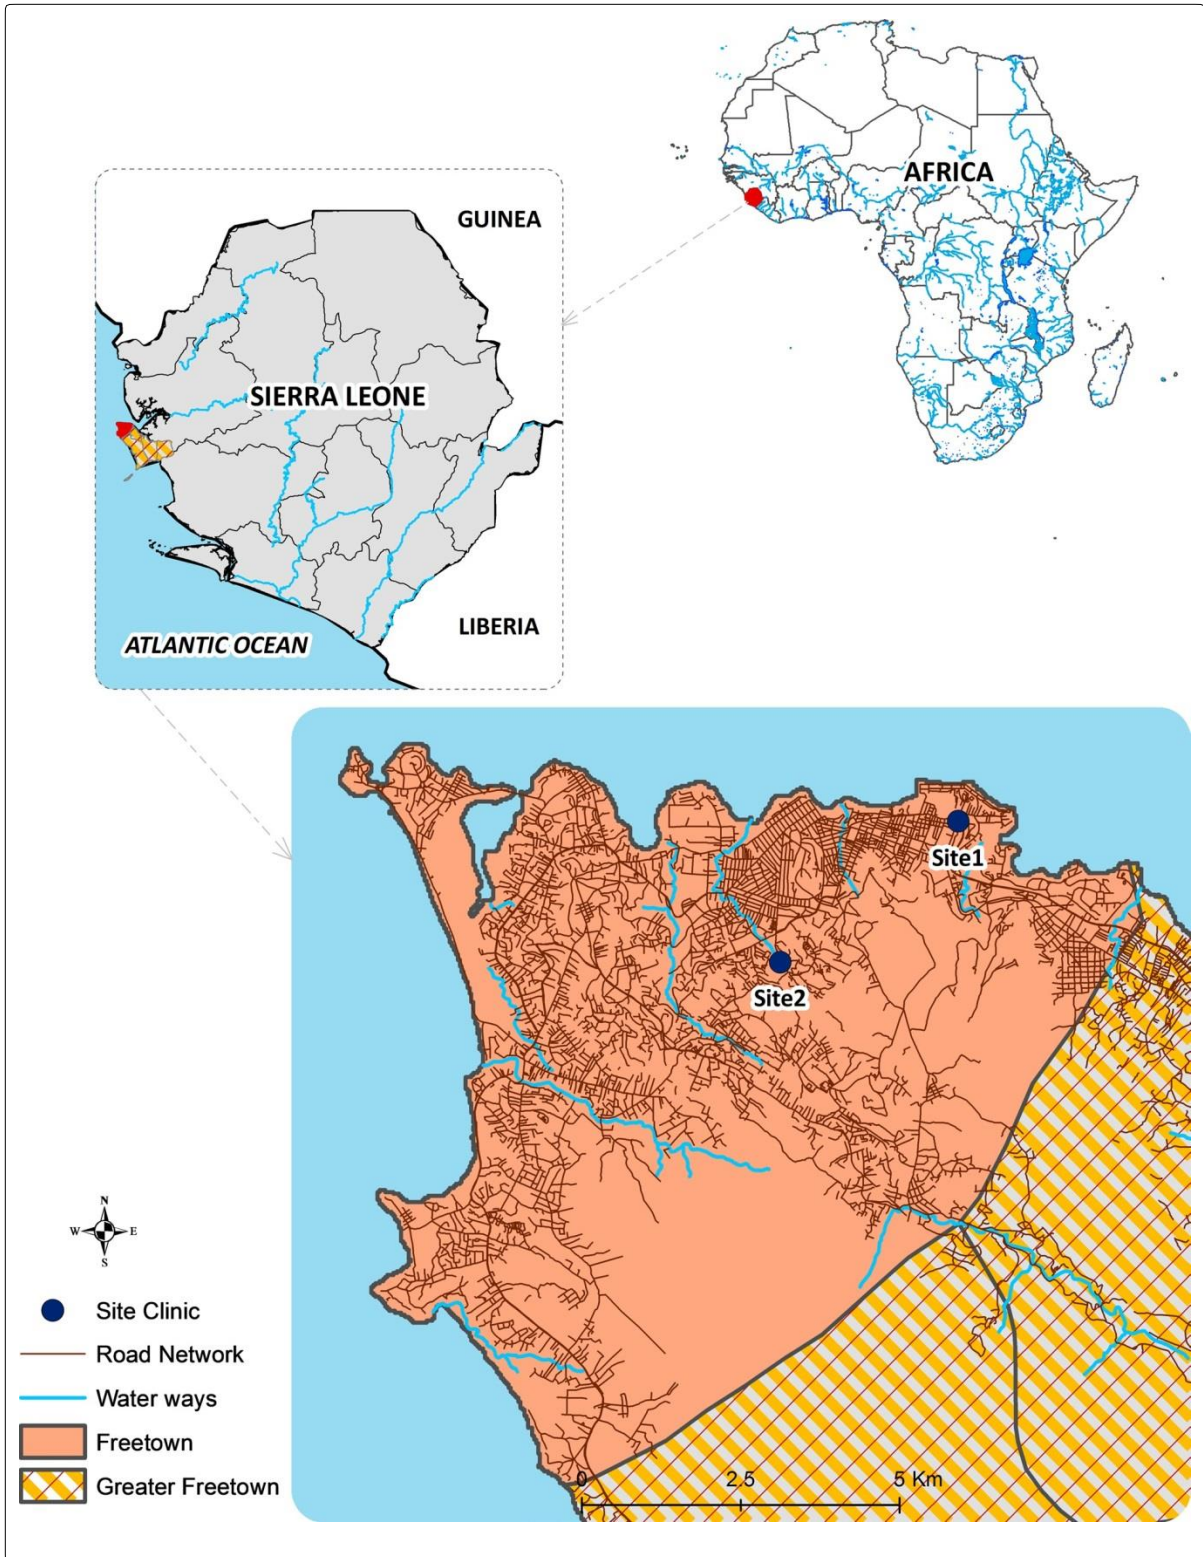 AFRICA
GUINEA
SIERRA LEONE
LIBERIA
ATLANTIC OCEAN
Site1
Site2
N
W E
S
Site Clinic
Road Network
Water ways
Freetown
Greater Freetown
0 2.5 5 Km